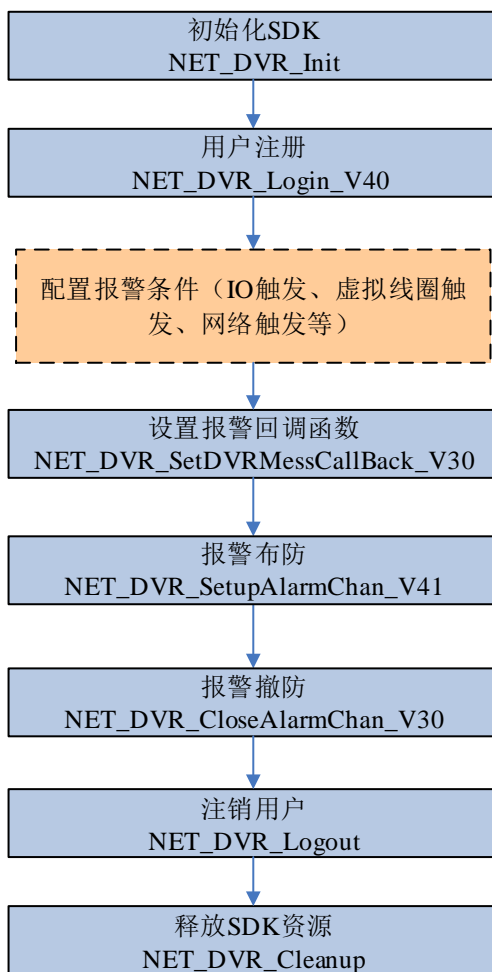 初始化SDK
NET_DVR_Init
用户注册
NET_DVR_Login_V40
配置报警条件（IO触发、虚拟线圈触
发、网络触发等）
设置报警回调函数
NET_DVR_SetDVRMessCallBack_V30
报警布防
NET_DVR_SetupAlarmChan_V41
报警撤防
NET_DVR_CloseAlarmChan_V30
注销用户
NET_DVR_Logout
释放SDK资源
NET_DVR_Cleanup